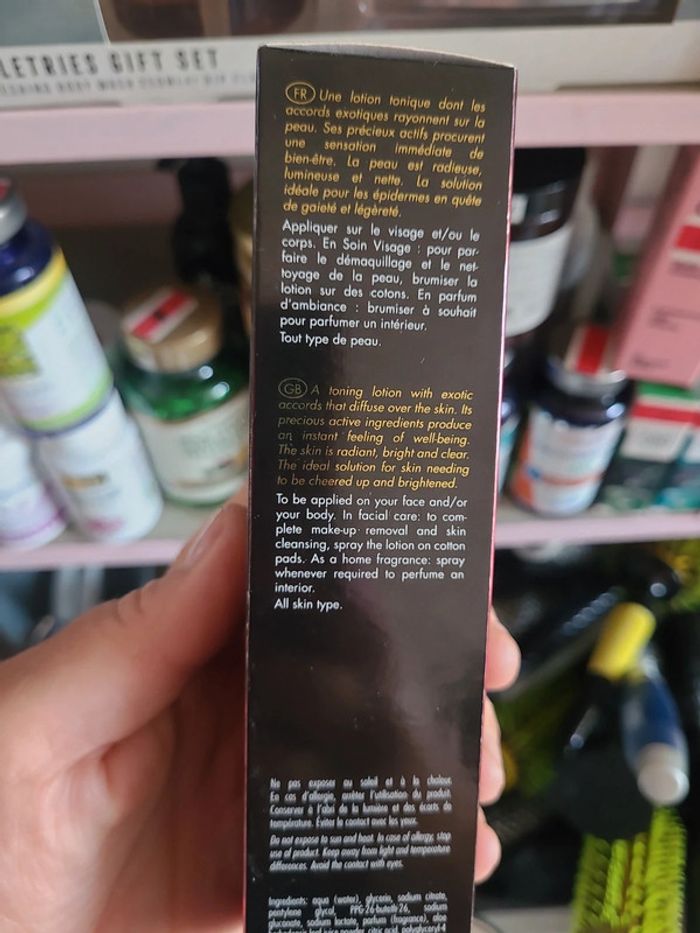 LETRIES GIFT SET
FR Une lotion tonique dont les
accords exotiques rayonnent sur la
peau. Ses précieux actifs procurent
une sensation immédiate de
bien-être. La peau est radieuse,
lumineuse et nette. La solution
idéale pour les épidermes en quête
de gaieté et légèreté.
Appliquer sur le visage et/ou le
corps. En Soin Visage : pour par-
faire le démaquillage et le net-
toyage de la peau, brumiser la
lotion sur des cotons. En parfum
d'ambiance : brumiser à souhait
pour parfumer un intérieur.
Tout type de peau.
GB A toning lotion with exotic
accords that diffuse over the skin. Its
precious active ingredients produce
an instant feeling of well-being.
The skin is radiant, bright and clear.
The ideal solution for skin needing
to be cheered up and brightened.
To be applied on your face and/or
your body. In facial care: to com-
plete make-up removal and skin
cleansing, spray the lotion on cotton
pads. As a home fragrance: spray
whenever required to perfume an
interior.
All skin type.
Ne pas exposer au soleil et à la chaleur.
En cas d'allergie, arrêter l'utilisation du produit.
Conserver à l'abri de la lumière et des écarts de
température. Éviter le contact avec les yeux.
Do not expose to sun and heat. In case of allergy, stop
use of product. Keep away from light and temperature
differences. Avoid the contact with eyes.
Ingredients: aqua (water), glycerin, sodium citrate,
pentylene glycol, PPG-26-buteth-26, sodium
gluconate, sodium lactate, parfum (fragrance), aloe
barbadensis leaf juice powder, citric acid, polyglyceryl-4